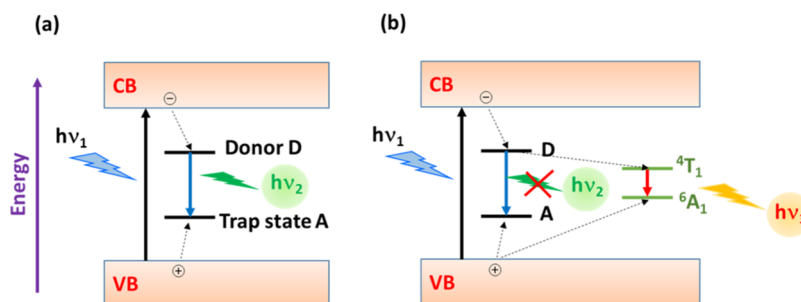 (a)
CB
hν₁
Donor D
hν₂
Trap state A
VB
Energy
(b)
CB
hν₁
D
hν₂
A
⁴T₁
⁶A₁
VB